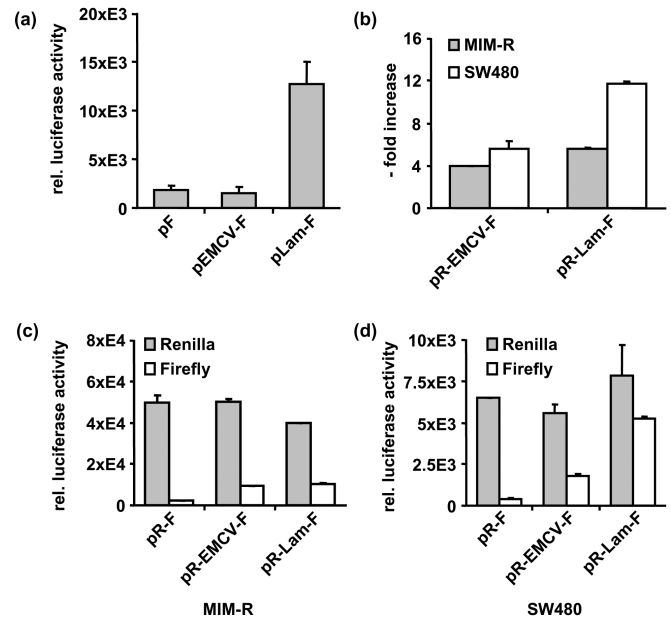 (a)
rel. luciferase activity
20xE3
15xE3
10xE3
5xE3
0
pF
pEMCV-F
pLam-F
(b)
- fold increase
16
12
8
4
0
MIM-R
SW480
pR-EMCV-F
pR-Lam-F
(c)
rel. luciferase activity
8xE4
6xE4
4xE4
2xE4
0
Renilla
Firefly
pR-F
pR-EMCV-F
pR-Lam-F
MIM-R
(d)
rel. luciferase activity
10xE3
7.5xE3
5xE3
2.5E3
0
Renilla
Firefly
pR-F
pR-EMCV-F
pR-Lam-F
SW480